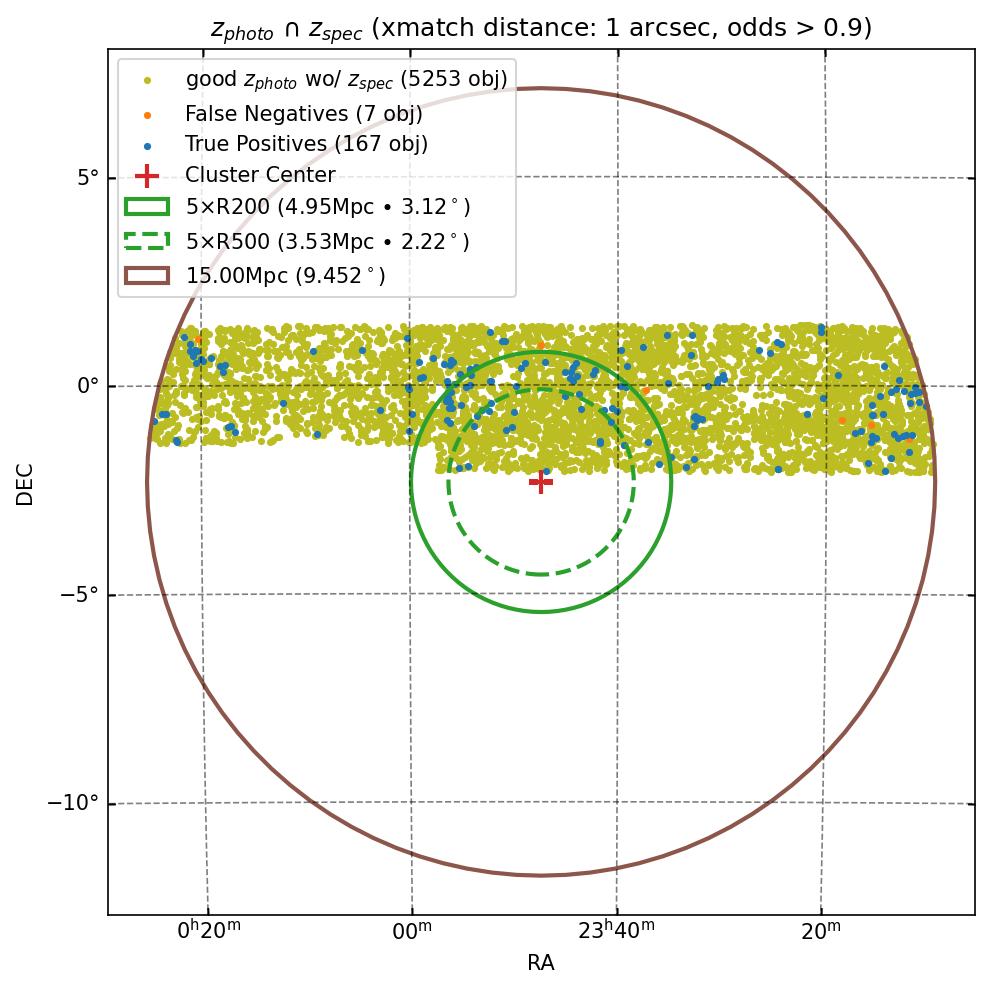 z_photo ∩ z_spec (xmatch distance: 1 arcsec, odds > 0.9)
good z_photo wo/ z_spec (5253 obj)
False Negatives (7 obj)
True Positives (167 obj)
Cluster Center
5×R200 (4.95Mpc • 3.12°)
5×R500 (3.53Mpc • 2.22°)
15.00Mpc (9.452°)
5°
0°
−5°
−10°
DEC
0ʰ20ᵐ
00ᵐ
23ʰ40ᵐ
20ᵐ
RA